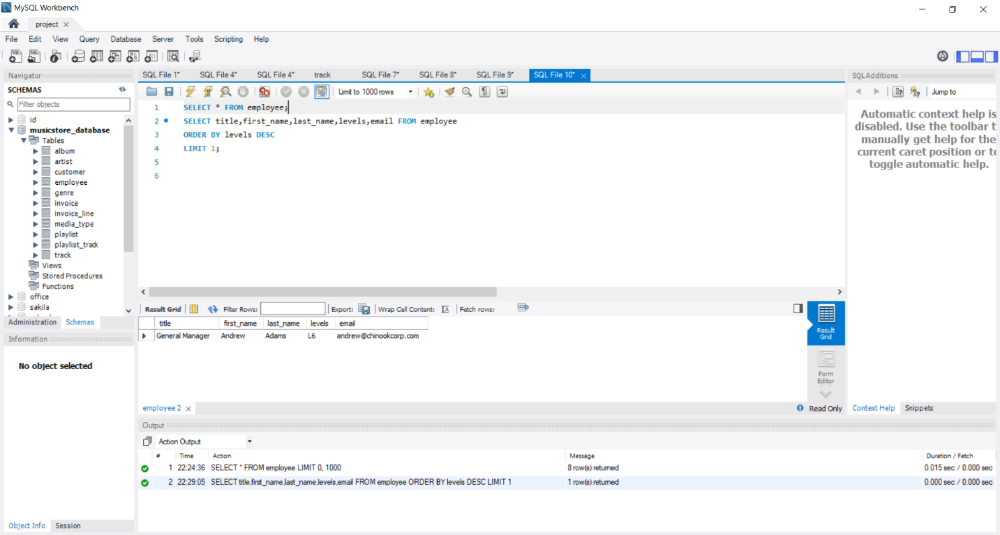 MySQL Workbench
project
File Edit View Query Database Server Tools Scripting Help
Navigator
SCHEMAS
Filter objects
id
musicstore_database
Tables
album
artist
customer
employee
genre
invoice
invoice_line
media_type
playlist
playlist_track
track
Views
Stored Procedures
Functions
office
sakila
Administration Schemas
Information
No object selected
Object Info Session
SQL File 1* SQL File 4* SQL File 4* track SQL File 7* SQL File 8* SQL File 9* SQL File 10*
Limit to 1000 rows
1 SELECT * FROM employee;
2 SELECT title,first_name,last_name,levels,email FROM employee
3 ORDER BY levels DESC
4 LIMIT 1;
5
6
Result Grid Filter Rows: Export: Wrap Cell Content: Fetch rows:
title first_name last_name levels email
General Manager Andrew Adams L6 andrew@chinookcorp.com
Result
Grid
Form
Editor
employee 2
Read Only
SQLAdditions
Jump to
Automatic context help is
disabled. Use the toolbar t
manually get help for the
current caret position or to
toggle automatic help.
Context Help Snippets
Output
Action Output
# Time Action Message Duration / Fetch
1 22:24:36 SELECT * FROM employee LIMIT 0, 1000 8 row(s) returned 0.015 sec / 0.000 sec
2 22:29:05 SELECT title,first_name,last_name,levels,email FROM employee ORDER BY levels DESC LIMIT 1 1 row(s) returned 0.000 sec / 0.000 sec